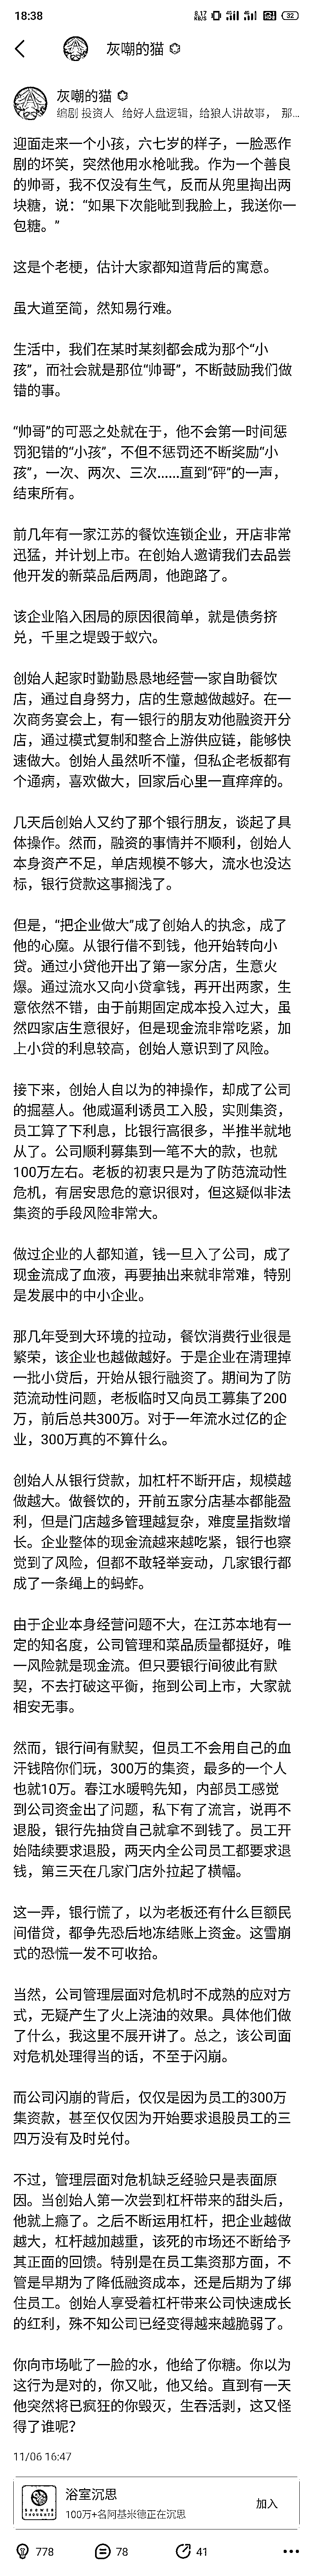 18:38
8.17 KB/S
32
灰嘲的猫
灰嘲的猫
编剧 投资人 给好人盘逻辑，给狼人讲故事， 那...
迎面走来一个小孩，六七岁的样子，一脸恶作
剧的坏笑，突然他用水枪呲我。作为一个善良
的帅哥，我不仅没有生气，反而从兜里掏出两
块糖，说：“如果下次能呲到我脸上，我送你一
包糖。”
这是个老梗，估计大家都知道背后的寓意。
虽大道至简，然知易行难。
生活中，我们在某时某刻都会成为那个“小
孩”，而社会就是那位“帅哥”，不断鼓励我们做
错的事。
“帅哥”的可恶之处就在于，他不会第一时间惩
罚犯错的“小孩”，不但不惩罚还不断奖励“小
孩”，一次、两次、三次......直到“砰”的一声，
结束所有。
前几年有一家江苏的餐饮连锁企业，开店非常
迅猛，并计划上市。在创始人邀请我们去品尝
他开发的新菜品后两周，他跑路了。
该企业陷入困局的原因很简单，就是债务挤
兑，千里之堤毁于蚁穴。
创始人起家时勤勤恳恳地经营一家自助餐饮
店，通过自身努力，店的生意越做越好。在一
次商务宴会上，有一银行的朋友劝他融资开分
店，通过模式复制和整合上游供应链，能够快
速做大。创始人虽然听不懂，但私企老板都有
个通病，喜欢做大，回家后心里一直痒痒的。
几天后创始人又约了那个银行朋友，谈起了具
体操作。然而，融资的事情并不顺利，创始人
本身资产不足，单店规模不够大，流水也没达
标，银行贷款这事搁浅了。
但是，“把企业做大”成了创始人的执念，成了
他的心魔。从银行借不到钱，他开始转向小
贷。通过小贷他开出了第一家分店，生意火
爆。通过流水又向小贷拿钱，再开出两家，生
意依然不错，由于前期固定成本投入过大，虽
然四家店生意很好，但是现金流非常吃紧，加
上小贷的利息较高，创始人意识到了风险。
接下来，创始人自以为的神操作，却成了公司
的掘墓人。他威逼利诱员工入股，实则集资，
员工算了下利息，比银行高很多，半推半就地
从了。公司顺利募集到一笔不大的款，也就
100万左右。老板的初衷只是为了防范流动性
危机，有居安思危的意识很对，但这疑似非法
集资的手段风险非常大。
做过企业的人都知道，钱一旦入了公司，成了
现金流成了血液，再要抽出来就非常难，特别
是发展中的中小企业。
那几年受到大环境的拉动，餐饮消费行业很是
繁荣，该企业也越做越好。于是企业在清理掉
一批小贷后，开始从银行融资了。期间为了防
范流动性问题，老板临时又向员工募集了200
万，前后总共300万。对于一年流水过亿的企
业，300万真的不算什么。
创始人从银行贷款，加杠杆不断开店，规模越
做越大。做餐饮的，开前五家分店基本都能盈
利，但是门店越多管理越复杂，难度呈指数增
长。企业整体的现金流越来越吃紧，银行也察
觉到了风险，但都不敢轻举妄动，几家银行都
成了一条绳上的蚂蚱。
由于企业本身经营问题不大，在江苏本地有一
定的知名度，公司管理和菜品质量都挺好，唯
一风险就是现金流。但只要银行间彼此有默
契，不去打破这平衡，拖到公司上市，大家就
相安无事。
然而，银行间有默契，但员工不会用自己的血
汗钱陪你们玩，300万的集资，最多的一个人
也就10万。春江水暖鸭先知，内部员工感觉
到公司资金出了问题，私下有了流言，说再不
退股，银行先抽贷自己就拿不到钱了。员工开
始陆续要求退股，两天内全公司员工都要求退
钱，第三天在几家门店外拉起了横幅。
这一弄，银行慌了，以为老板还有什么巨额民
间借贷，都争先恐后地冻结账上资金。这雪崩
式的恐慌一发不可收拾。
当然，公司管理层面对危机时不成熟的应对方
式，无疑产生了火上浇油的效果。具体他们做
了什么，我这里不展开讲了。总之，该公司面
对危机处理得当的话，不至于闪崩。
而公司闪崩的背后，仅仅是因为员工的300万
集资款，甚至仅仅因为开始要求退股员工的三
四万没有及时兑付。
不过，管理层面对危机缺乏经验只是表面原
因。当创始人第一次尝到杠杆带来的甜头后，
他就上瘾了。之后不断运用杠杆，把企业越做
越大，杠杆越加越重，该死的市场还不断给予
其正面的回馈。特别是在员工集资那方面，不
管是早期为了降低融资成本，还是后期为了绑
住员工。创始人享受着杠杆带来公司快速成长
的红利，殊不知公司已经变得越来越脆弱了。
你向市场呲了一脸的水，他给了你糖。你以为
这行为是对的，你又呲，他又给。直到有一天
他突然将已疯狂的你毁灭，生吞活剥，这又怪
得了谁呢？
11/06 16:47
浴室沉思
100万+名阿基米德正在沉思
加入
SHOWER
THOUGHTS
778
78
41